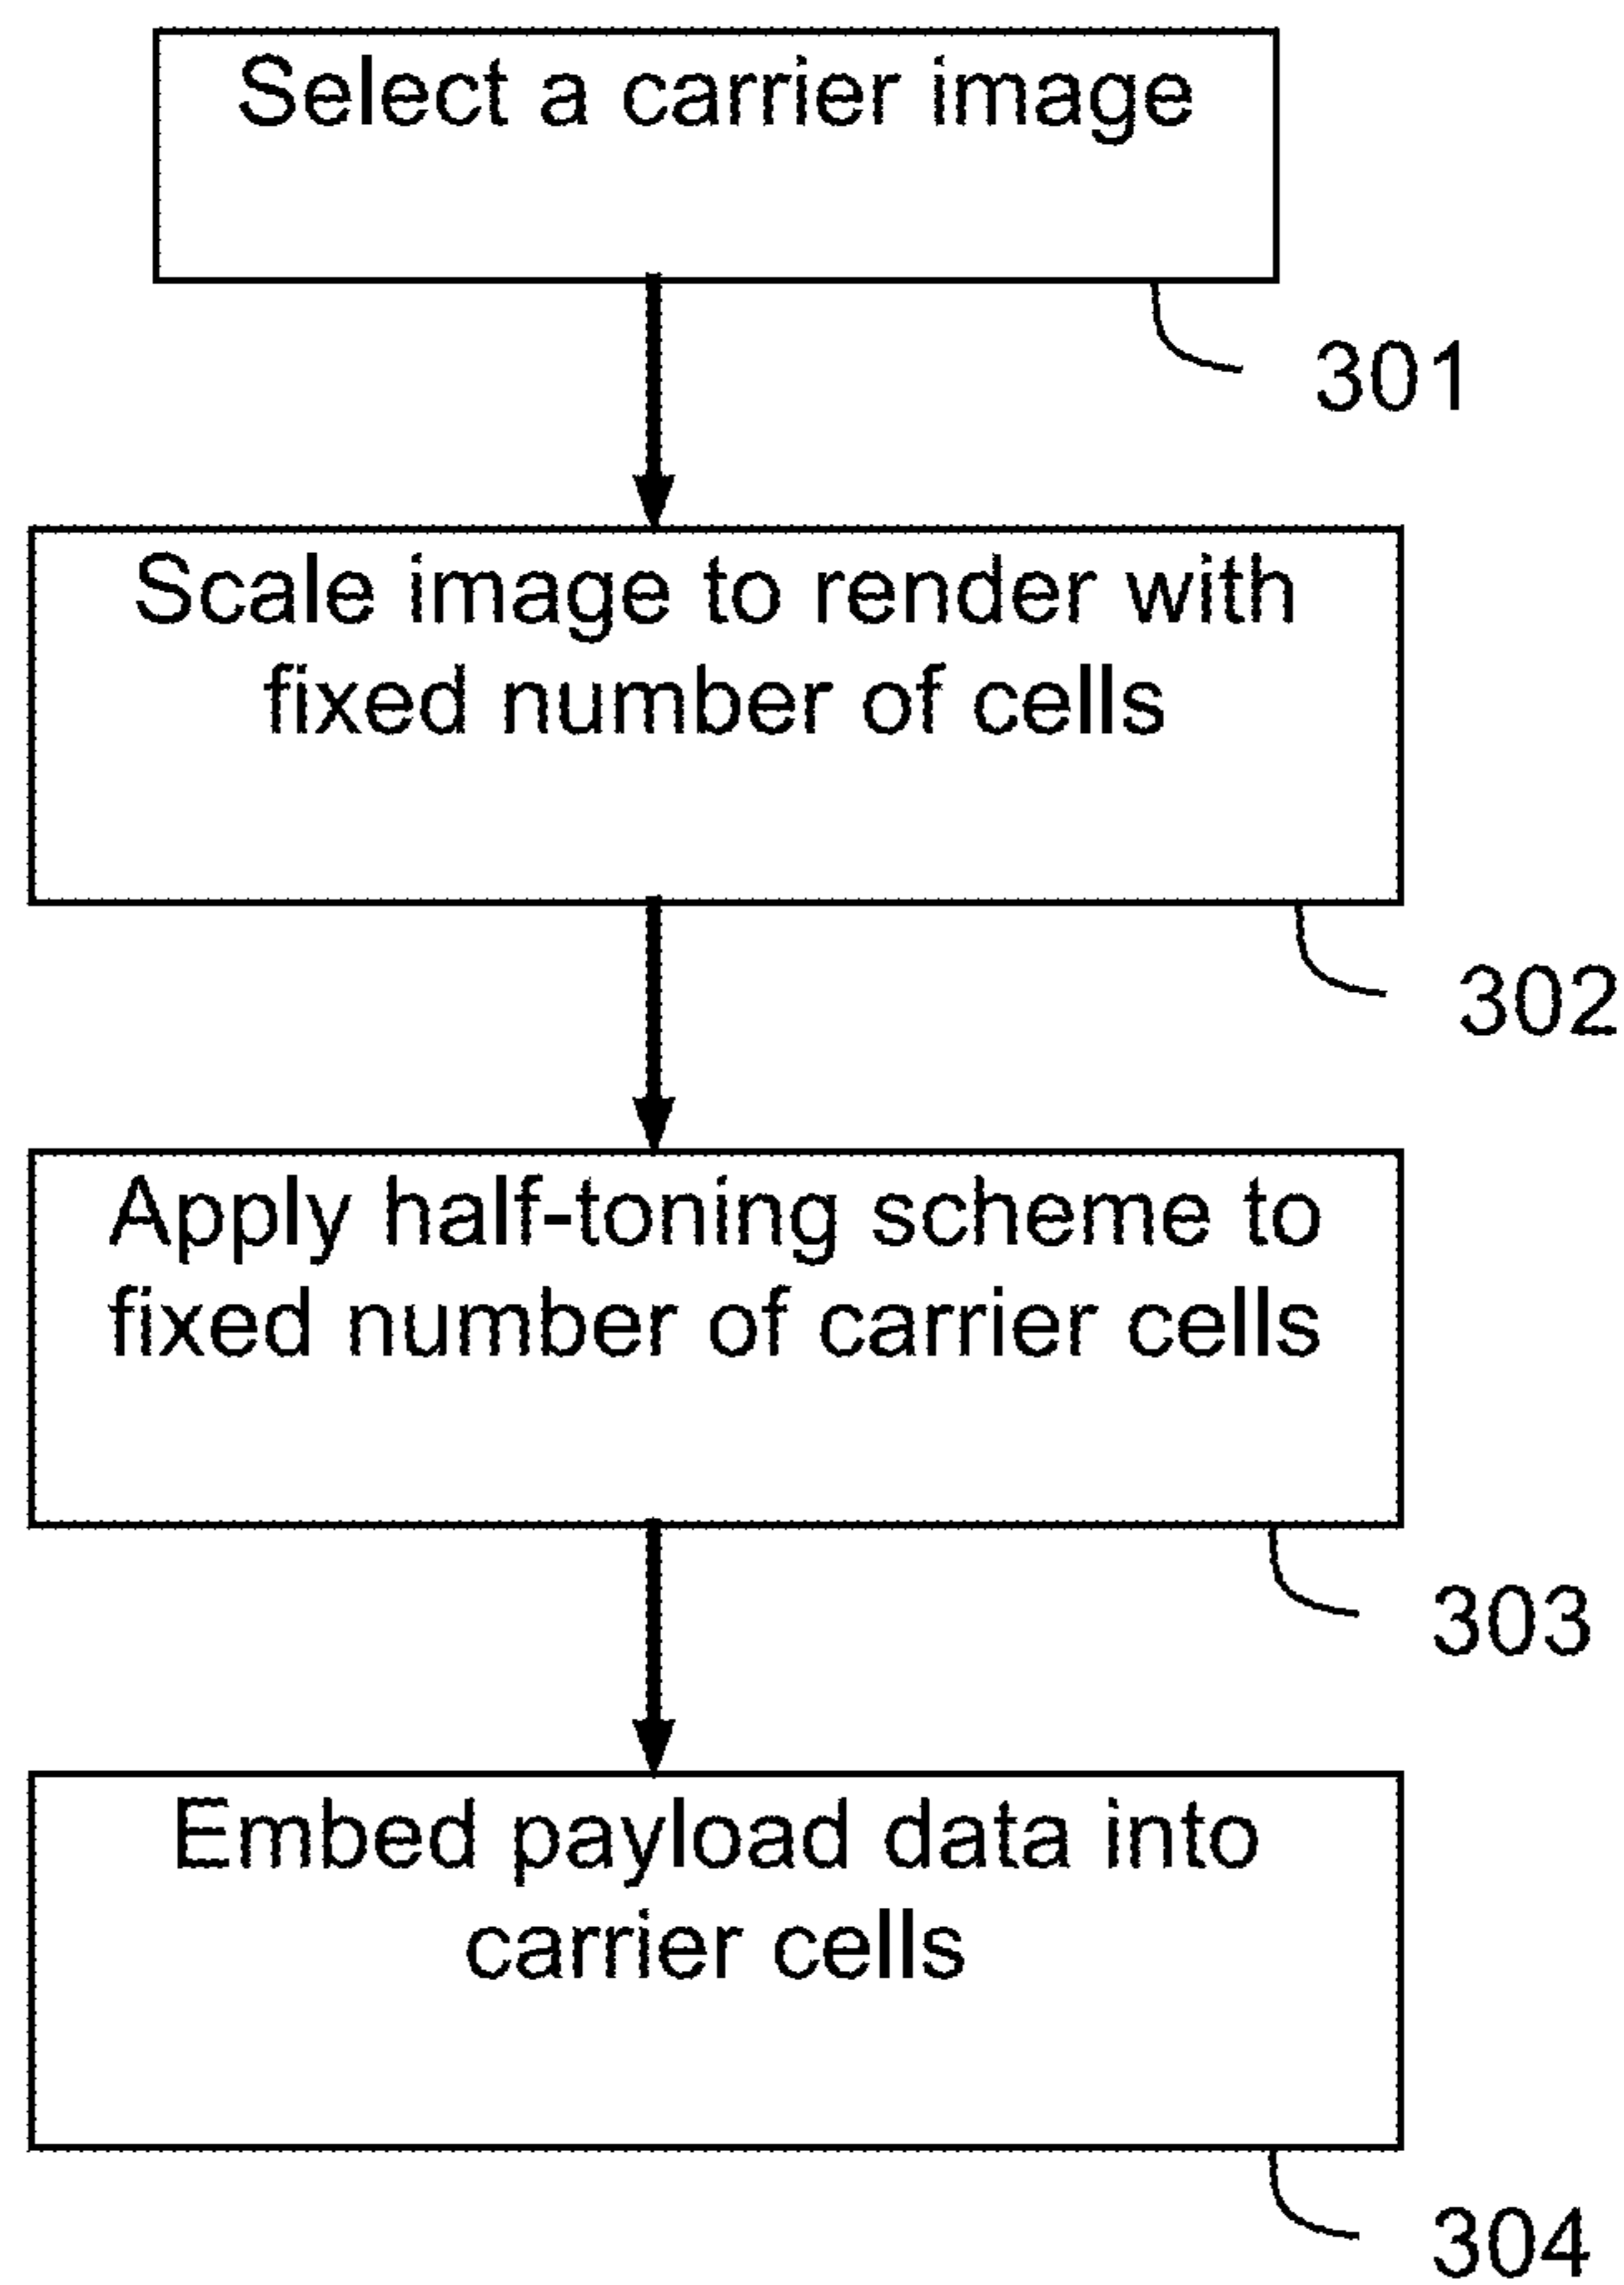 Select a carrier image
301
Scale image to render with
fixed number of cells
302
Apply half-toning scheme to
fixed number of carrier cells
303
Embed payload data into
carrier cells
304